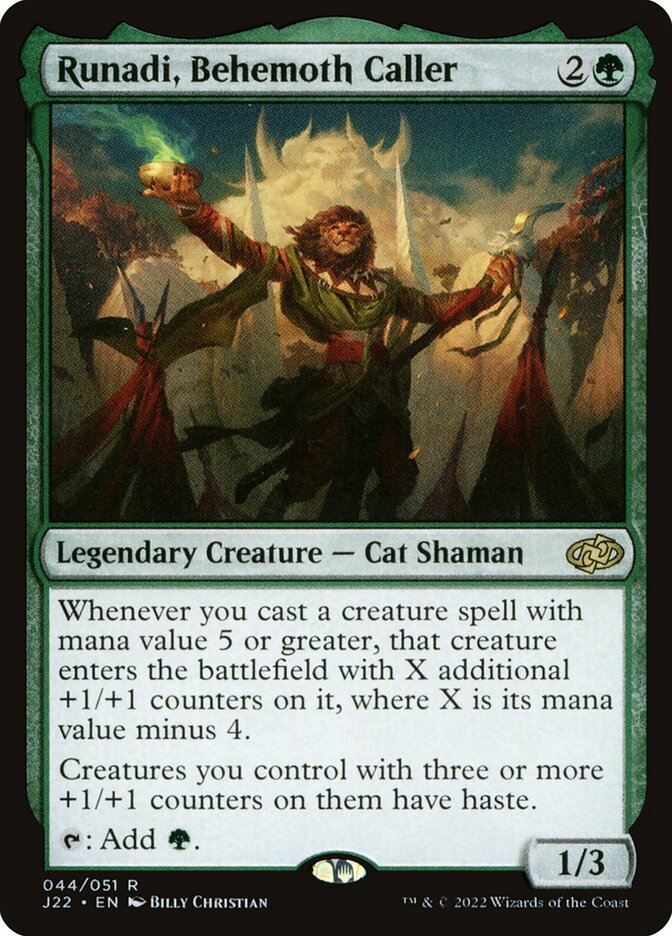 Runadi, Behemoth Caller 2
Legendary Creature — Cat Shaman
Whenever you cast a creature spell with
mana value 5 or greater, that creature
enters the battlefield with X additional
+1/+1 counters on it, where X is its mana
value minus 4.
Creatures you control with three or more
+1/+1 counters on them have haste.
: Add .
1/3
044/051 R
J22 • EN Billy Christian
™ & © 2022 Wizards of the Coast